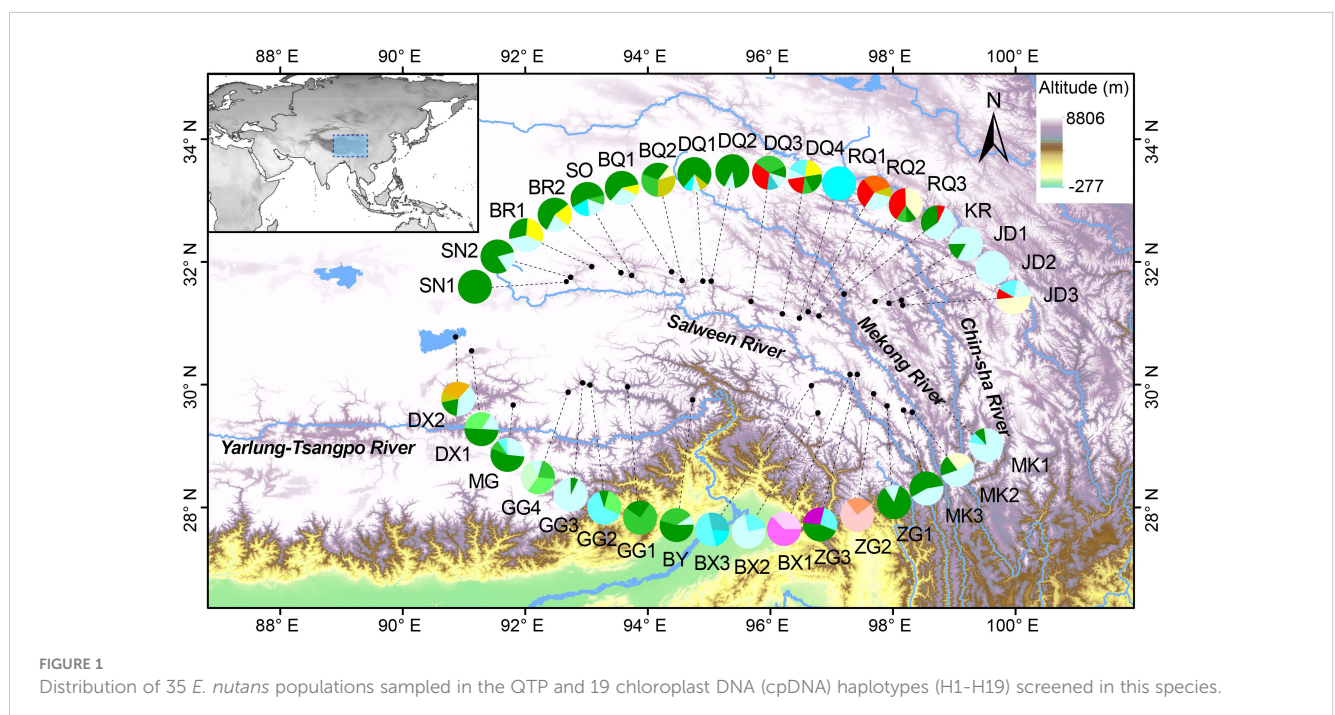 88° E 90° E 92° E 94° E 96° E 98° E 100° E
Altitude (m)
8806
-277
N
34° N
34° N
32° N
32° N
30° N
30° N
28° N
28° N
SN1
SN2
BR1
BR2
SO
BQ1
BQ2
DQ1
DQ2
DQ3
DQ4
RQ1
RQ2
RQ3
KR
JD1
JD2
JD3
Salween River
Mekong River
Chin-sha River
Yarlung-Tsangpo River
DX2
DX1
MG
GG4
GG3
GG2
GG1
BY
BX3
BX2
BX1
ZG3
ZG2
ZG1
MK3
MK2
MK1
88° E 90° E 92° E 94° E 96° E 98° E 100° E
FIGURE 1
Distribution of 35 E. nutans populations sampled in the QTP and 19 chloroplast DNA (cpDNA) haplotypes (H1-H19) screened in this species.